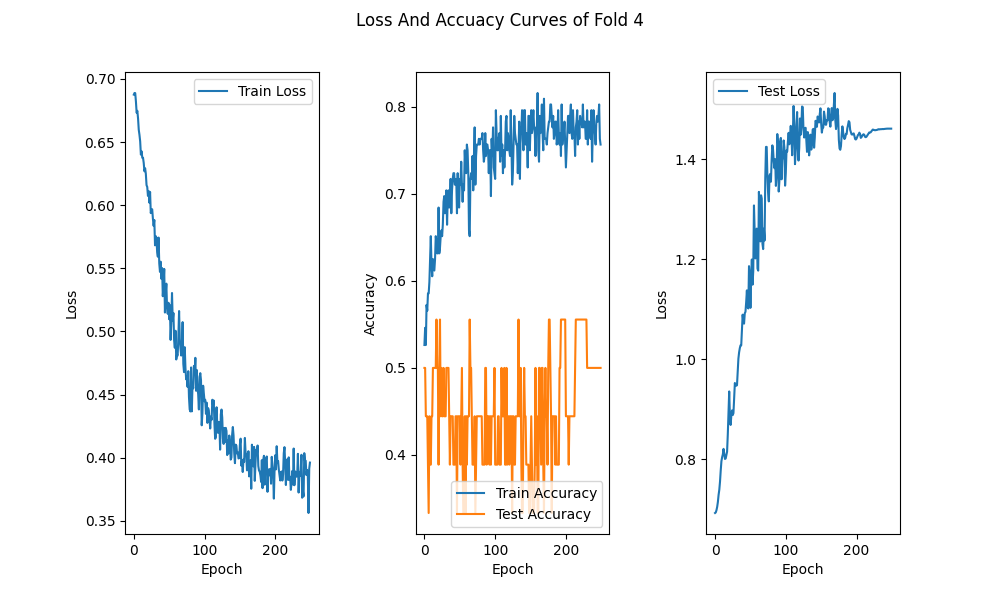 Loss And Accuacy Curves of Fold 4
Loss
0.70
0.65
0.60
0.55
0.50
0.45
0.40
0.35
Train Loss
0
100
200
Epoch
Accuracy
0.8
0.7
0.6
0.5
0.4
Train Accuracy
Test Accuracy
0
100
200
Epoch
Loss
1.4
1.2
1.0
0.8
Test Loss
0
100
200
Epoch